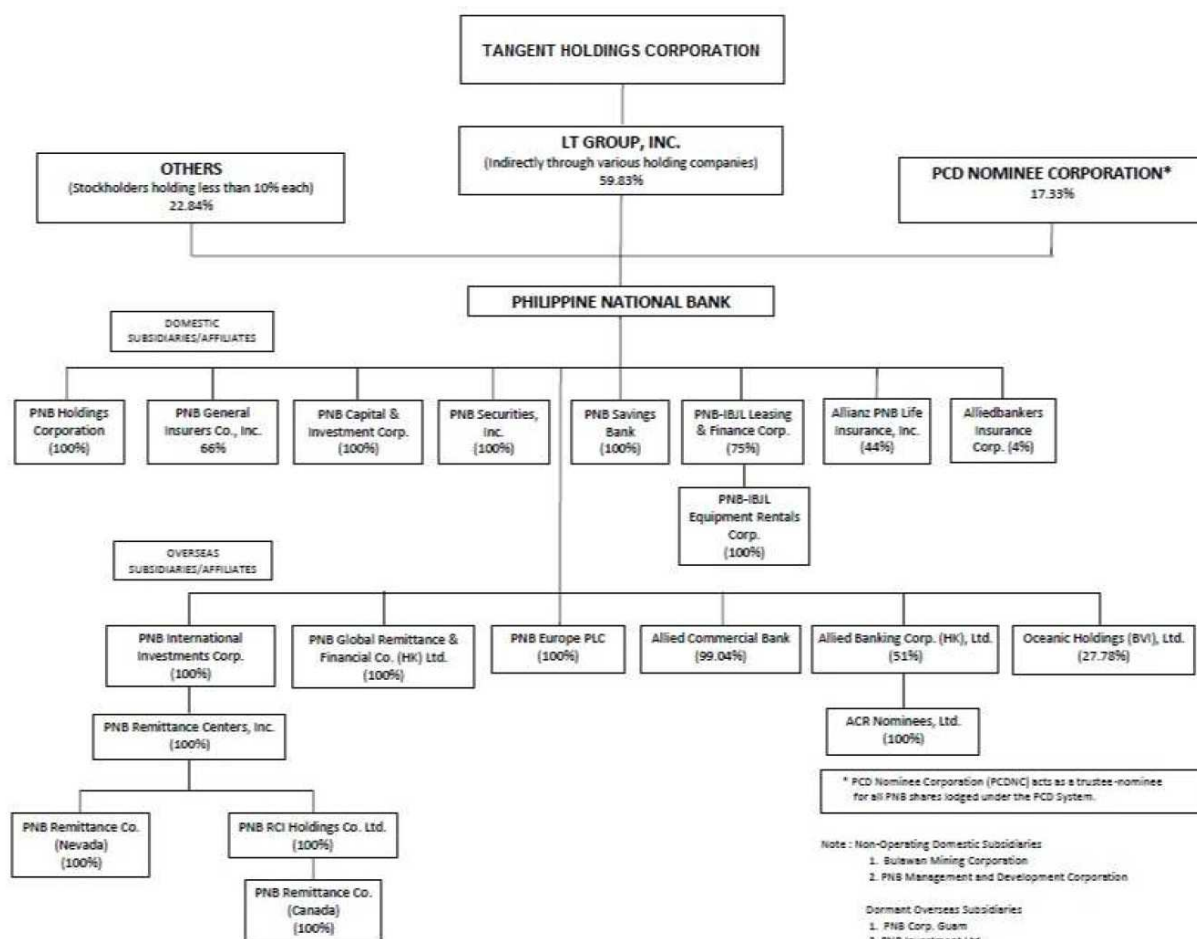 TANGENT HOLDINGS CORPORATION
LT GROUP, INC.
(Indirectly through various holding companies)
59.83%
OTHERS
(Stockholders holding less than 10% each)
22.84%
PCD NOMINEE CORPORATION*
17.33%
PHILIPPINE NATIONAL BANK
DOMESTIC
SUBSIDIARIES/AFFILIATES
PNB Holdings
Corporation
(100%)
PNB General
Insurers Co., Inc.
66%
PNB Capital &
Investment Corp.
(100%)
PNB Securities,
Inc.
(100%)
PNB Savings
Bank
(100%)
PNB-IBJL Leasing
& Finance Corp.
(75%)
Allianz PNB Life
Insurance, Inc.
(44%)
Alliedbankers
Insurance
Corp. (4%)
PNB-IBJL
Equipment Rentals
Corp.
(100%)
OVERSEAS
SUBSIDIARIES/AFFILIATES
PNB International
Investments Corp.
(100%)
PNB Global Remittance &
Financial Co. (HK) Ltd.
(100%)
PNB Europe PLC
(100%)
Allied Commercial Bank
(99.04%)
Allied Banking Corp. (HK), Ltd.
(51%)
Oceanic Holdings (BVI), Ltd.
(27.78%)
PNB Remittance Centers, Inc.
(100%)
ACR Nominees, Ltd.
(100%)
* PCD Nominee Corporation (PCDNC) acts as a trustee-nominee
for all PNB shares lodged under the PCD System.
PNB Remittance Co.
(Nevada)
(100%)
PNB RCI Holdings Co. Ltd.
(100%)
PNB Remittance Co.
(Canada)
(100%)
Note : Non-Operating Domestic Subsidiaries
1. Bulawan Mining Corporation
2. PNB Management and Development Corporation
Dormant Overseas Subsidiaries
1. PNB Corp. Guam
2. PNB Investment Ltd.